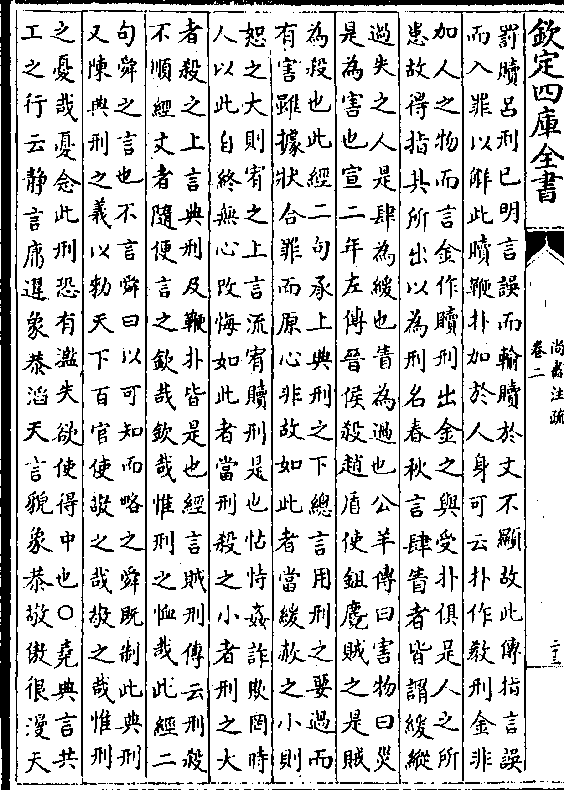 欽定四庫全書
尚書注疏
卷二
二十三
罰贖呂刑已明言誤而輸贖於文不顯故此傳指言誤
而入罪以解此贖鞭扑加於人身可云扑作敎刑金非
加人之物而言金作贖刑出金之與受扑俱是人之所
患故得指其所出以為刑名春秋言肆眚者皆謂緩縱
過失之人是肆為緩也眚為過也公羊傳曰害物曰災
是為害也宣二年左傳晉侯殺趙盾使鉏麑賊之是賊
為殺也此經二句承上典刑之下總言用刑之要過而
有害雖據狀合罪而原心非故如此者當緩赦之小則
恕之大則宥之上言流宥贖刑是也怙恃姦詐欺罔時
人以此自終無心改悔如此者當刑殺之小者刑之大
者殺之上言典刑及鞭扑皆是也經言賊刑傳云刑殺
不順經文者隨便言之欽哉欽哉惟刑之恤哉此經二
句舜之言也不言舜曰以可知而略之舜既制此典刑
又陳典刑之義以勅天下百官使敬之哉敬之哉惟刑
之憂哉憂念此刑恐有濫失欲使得中也○堯典言共
工之行云静言庸違象恭滔天言貌象恭敬傲很漫天